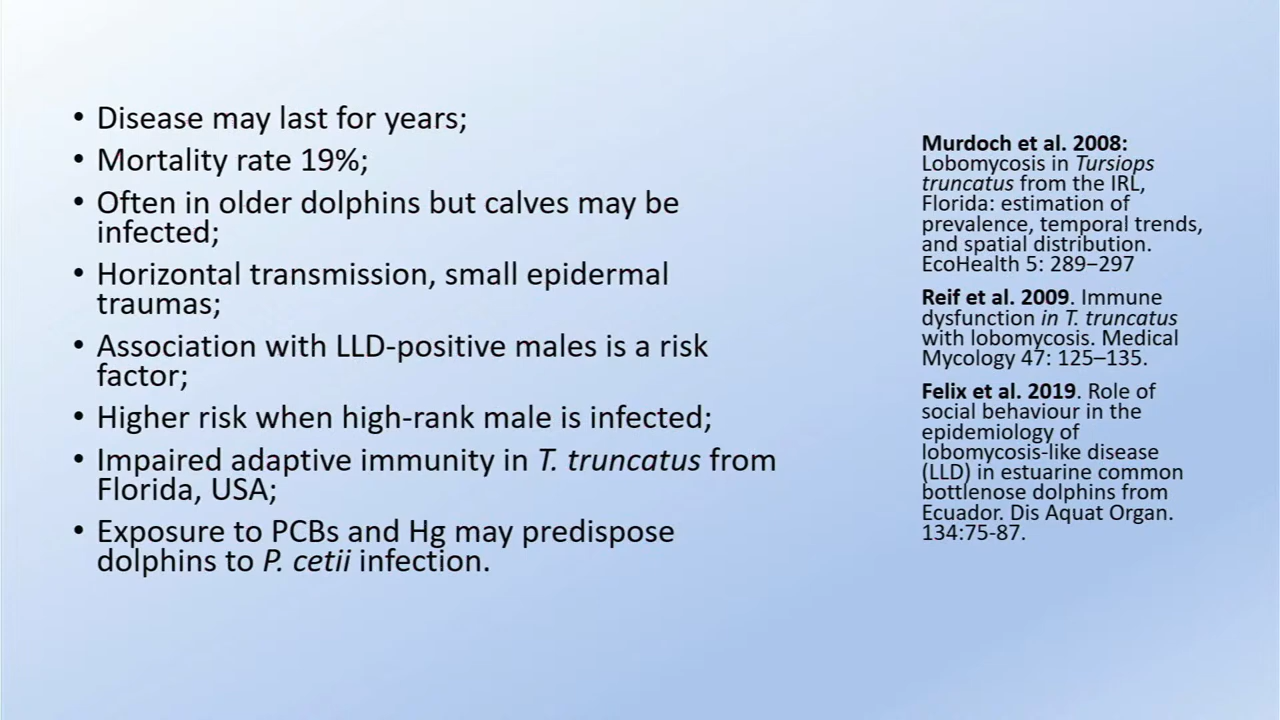 • Disease may last for years;
• Mortality rate 19%;
• Often in older dolphins but calves may be
infected;
• Horizontal transmission, small epidermal
traumas;
• Association with LLD-positive males is a risk
factor;
• Higher risk when high-rank male is infected;
• Impaired adaptive immunity in T. truncatus from
Florida, USA;
• Exposure to PCBs and Hg may predispose
dolphins to P. cetii infection.
Murdoch et al. 2008:
Lobomycosis in Tursiops
truncatus from the IRL,
Florida: estimation of
prevalence, temporal trends,
and spatial distribution.
EcoHealth 5: 289–297
Reif et al. 2009. Immune
dysfunction in T. truncatus
with lobomycosis. Medical
Mycology 47: 125–135.
Felix et al. 2019. Role of
social behaviour in the
epidemiology of
lobomycosis-like disease
(LLD) in estuarine common
bottlenose dolphins from
Ecuador. Dis Aquat Organ.
134:75-87.